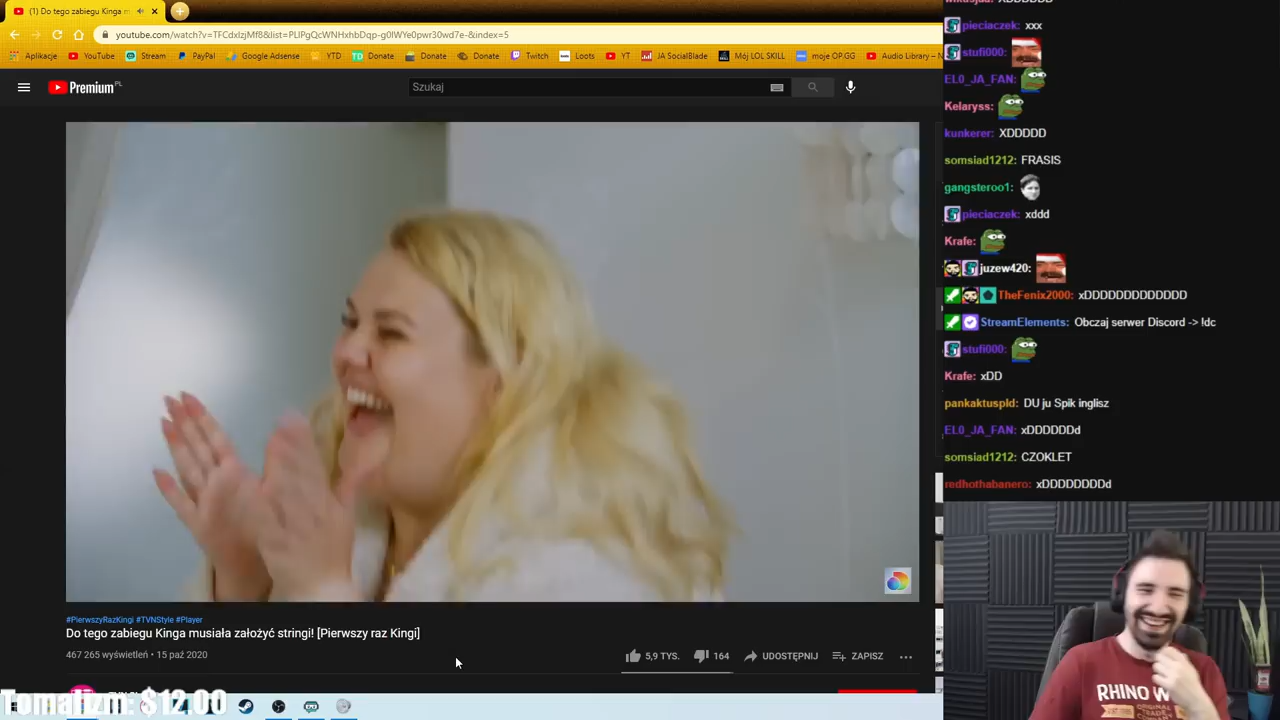 (1) Do tego zabiegu Kinga m
youtube.com/watch?v=TFCdxIzjMf8&list=PLIPgQcWNHxhbDqp-g0lWYe0pwr30wd7e-&index=5
Aplikacje YouTube Stream PayPal Google Adsense YTD Donate Donate Donate Twitch Loots YT JA SocialBlade Mój LOL SKILL moje OP.GG Audio Library
Premium PL
Szukaj
#PierwszyRazKingi #TVNStyle #Player
Do tego zabiegu Kinga musiała założyć stringi! [Pierwszy raz Kingi]
467 265 wyświetleń • 15 paź 2020
5,9 TYS. 164 UDOSTĘPNIJ ZAPISZ
$12.00
pieciaczek: xxx
stufi000:
EL0_JA_FAN:
Kelaryss:
kunkerer: XDDDDD
somsiad1212: FRASIS
gangsteroo1:
pieciaczek: xddd
Krafe:
juzew420:
TheFenix2000: xDDDDDDDDDDDDD
StreamElements: Obczaj serwer Discord -> !dc
stufi000:
Krafe: xDD
pankaktuspld: DU ju Spik inglisz
EL0_JA_FAN: xDDDDDDd
somsiad1212: CZOKLET
redhothabanero: xDDDDDDDDd
RHINO W